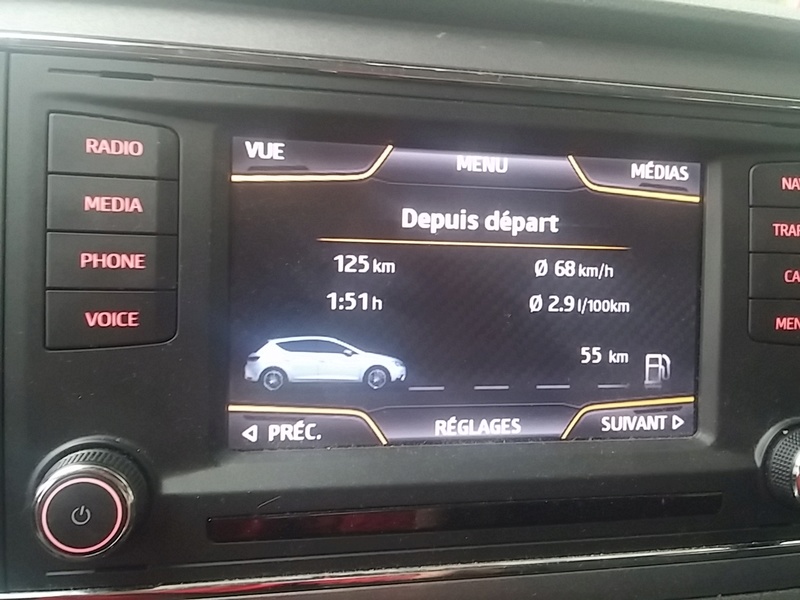 RADIO
MEDIA
PHONE
VOICE
VUE
MENU
MÉDIAS
Depuis départ
125 km
Ø 68 km/h
1:51 h
Ø 2.9 l/100km
55 km
PRÉC.
RÉGLAGES
SUIVANT